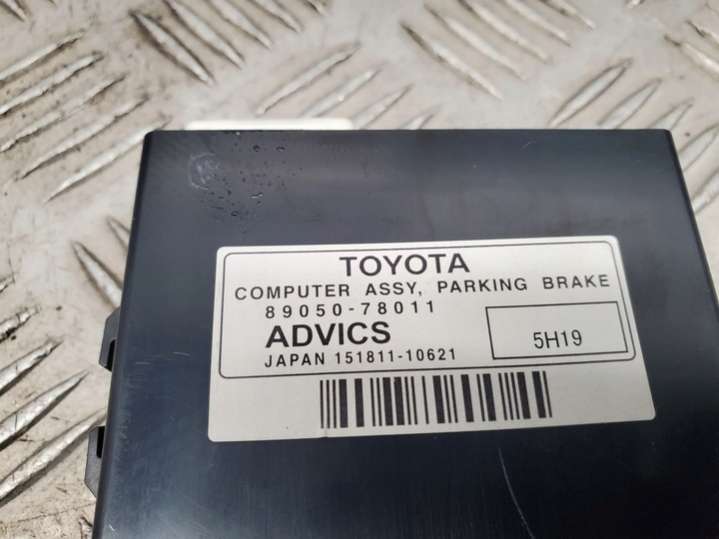 TOYOTA
COMPUTER ASSY, PARKING BRAKE
89050-78011
ADVICS
JAPAN 151811-10621
5H19